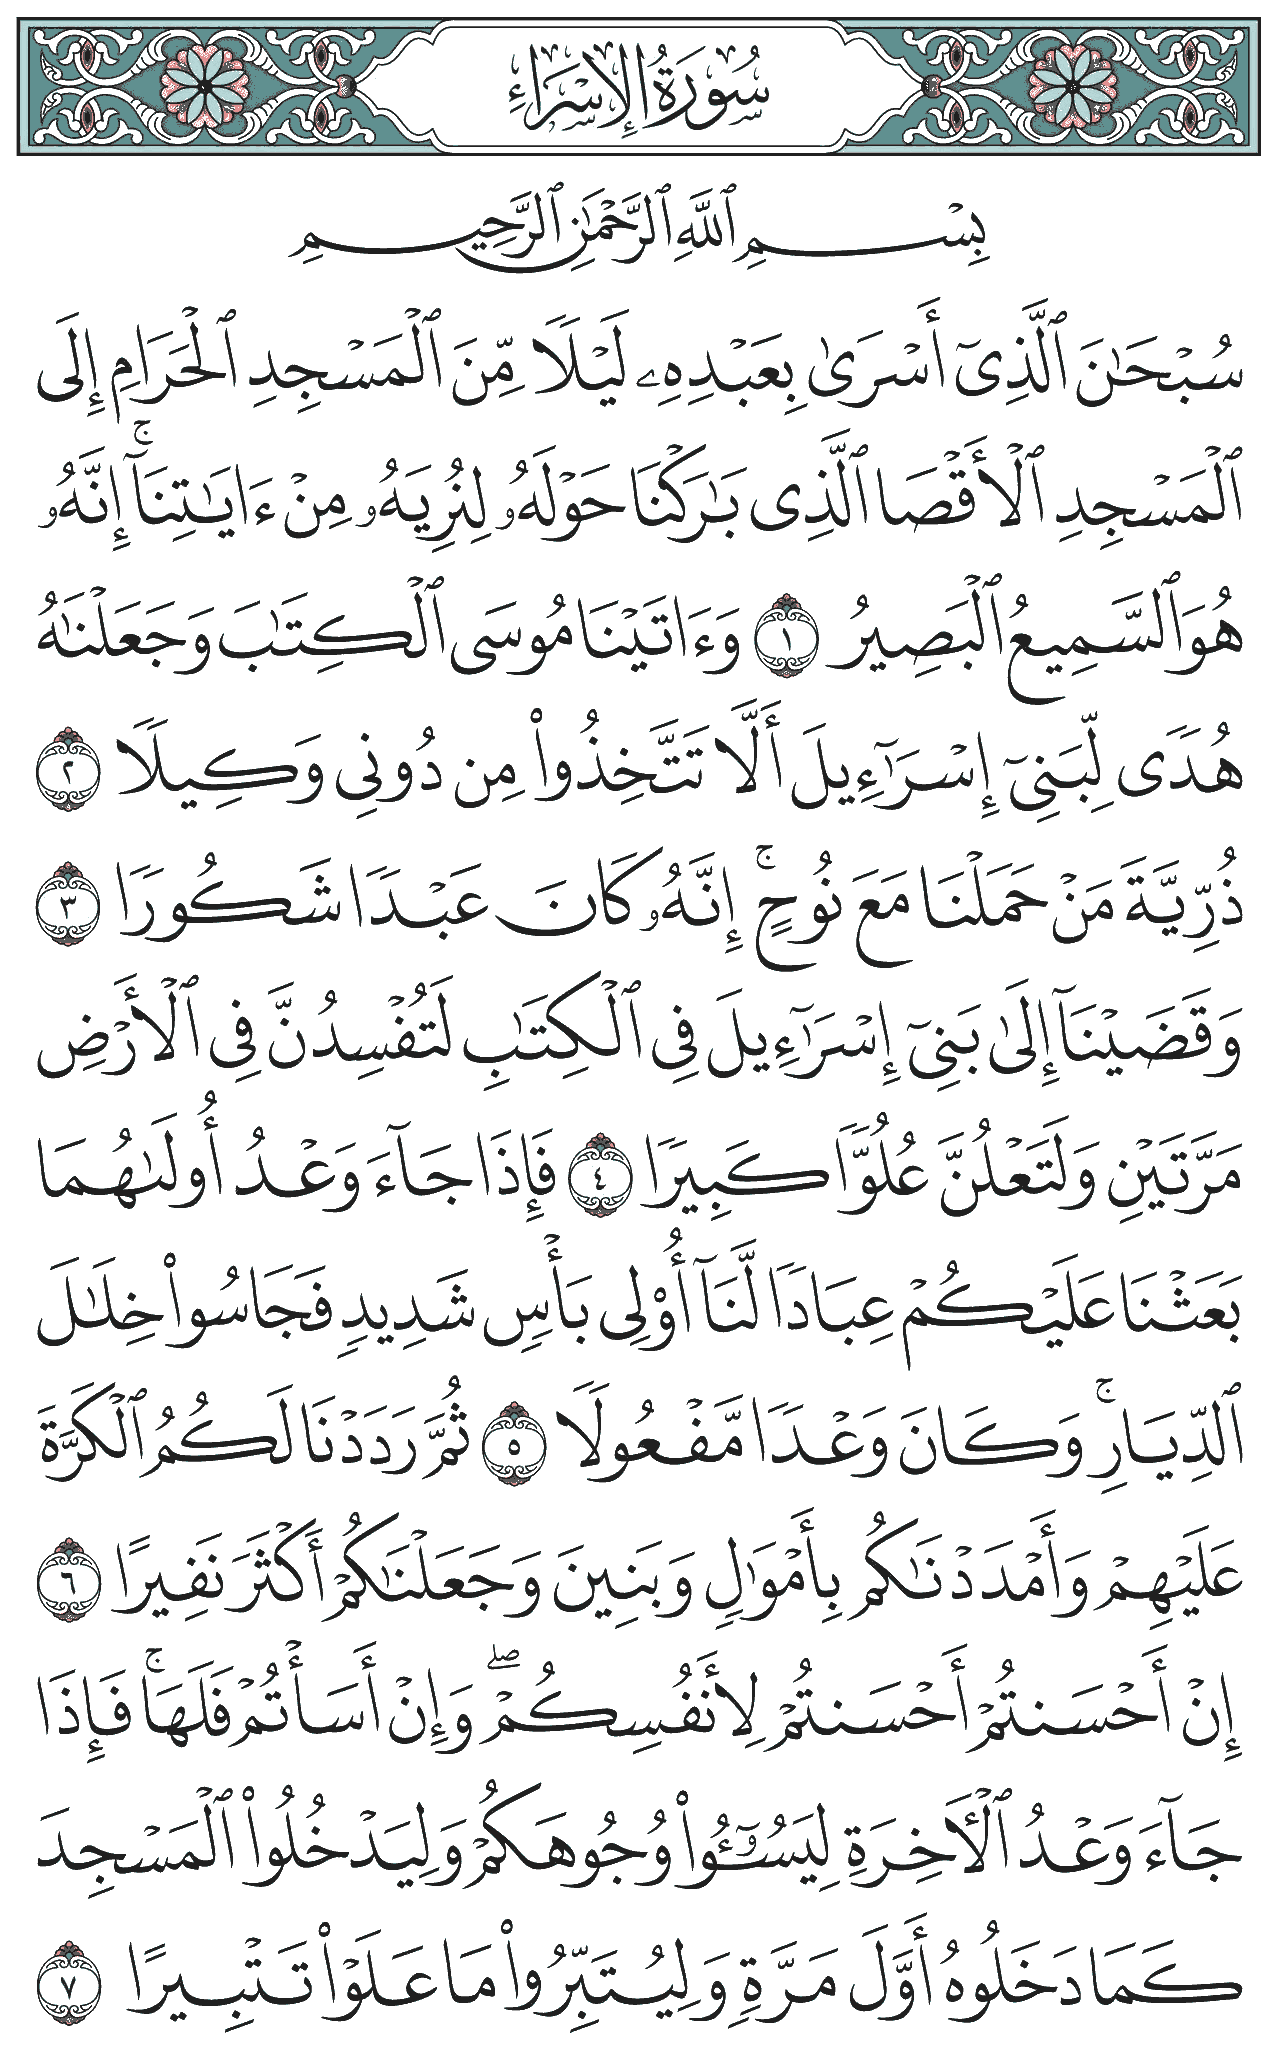 سُورَةُ الإِسْرَاءِ
بِسْمِ ٱللَّهِ ٱلرَّحْمَٰنِ ٱلرَّحِيمِ
سُبْحَٰنَ ٱلَّذِىٓ أَسْرَىٰ بِعَبْدِهِۦ لَيْلًا مِّنَ ٱلْمَسْجِدِ ٱلْحَرَامِ إِلَى
ٱلْمَسْجِدِ ٱلْأَقْصَا ٱلَّذِى بَٰرَكْنَا حَوْلَهُۥ لِنُرِيَهُۥ مِنْ ءَايَٰتِنَآ ۚ إِنَّهُۥ
هُوَ ٱلسَّمِيعُ ٱلْبَصِيرُ ١ وَءَاتَيْنَا مُوسَى ٱلْكِتَٰبَ وَجَعَلْنَٰهُ
هُدًى لِّبَنِىٓ إِسْرَٰٓءِيلَ أَلَّا تَتَّخِذُوا۟ مِن دُونِى وَكِيلًا ٢
ذُرِّيَّةَ مَنْ حَمَلْنَا مَعَ نُوحٍ ۚ إِنَّهُۥ كَانَ عَبْدًا شَكُورًا ٣
وَقَضَيْنَآ إِلَىٰ بَنِىٓ إِسْرَٰٓءِيلَ فِى ٱلْكِتَٰبِ لَتُفْسِدُنَّ فِى ٱلْأَرْضِ
مَرَّتَيْنِ وَلَتَعْلُنَّ عُلُوًّا كَبِيرًا ٤ فَإِذَا جَآءَ وَعْدُ أُولَىٰهُمَا
بَعَثْنَا عَلَيْكُمْ عِبَادًا لَّنَآ أُو۟لِى بَأْسٍ شَدِيدٍ فَجَاسُوا۟ خِلَٰلَ
ٱلدِّيَارِ ۚ وَكَانَ وَعْدًا مَّفْعُولًا ٥ ثُمَّ رَدَدْنَا لَكُمُ ٱلْكَرَّةَ
عَلَيْهِمْ وَأَمْدَدْنَٰكُم بِأَمْوَٰلٍ وَبَنِينَ وَجَعَلْنَٰكُمْ أَكْثَرَ نَفِيرًا ٦
إِنْ أَحْسَنتُمْ أَحْسَنتُمْ لِأَنفُسِكُمْ ۖ وَإِنْ أَسَأْتُمْ فَلَهَا ۚ فَإِذَا
جَآءَ وَعْدُ ٱلْءَاخِرَةِ لِيَسُـُٔوا۟ وُجُوهَكُمْ وَلِيَدْخُلُوا۟ ٱلْمَسْجِدَ
كَمَا دَخَلُوهُ أَوَّلَ مَرَّةٍ وَلِيُتَبِّرُوا۟ مَا عَلَوْا۟ تَتْبِيرًا ٧